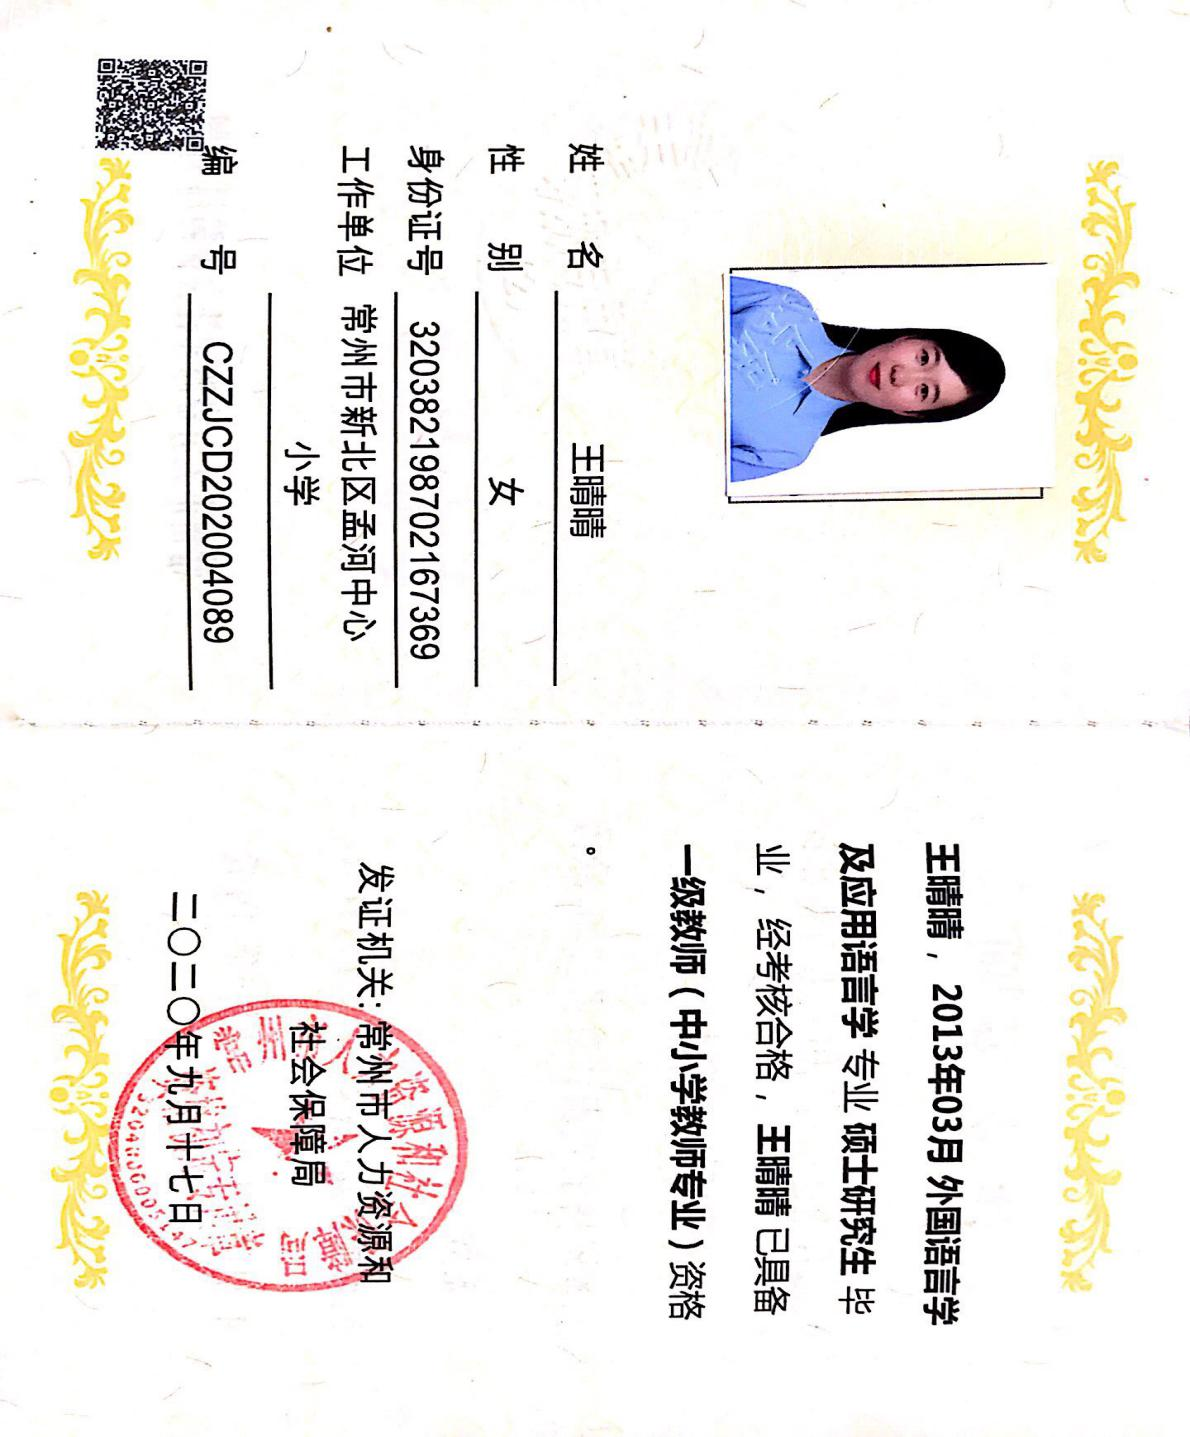 姓 名 王晴晴
性 别 女
身份证号 320382198702167369
工作单位 常州市新北区孟河中心
小学
编 号 CZZJCD202004089
王晴晴，2013年03月 外国语言学
及应用语言学 专业 硕士研究生 毕
业，经考核合格，王晴晴 已具备
一级教师（中小学教师专业）资格
。
发证机关：常州市人力资源和
社会保障局
二〇二〇年九月十七日